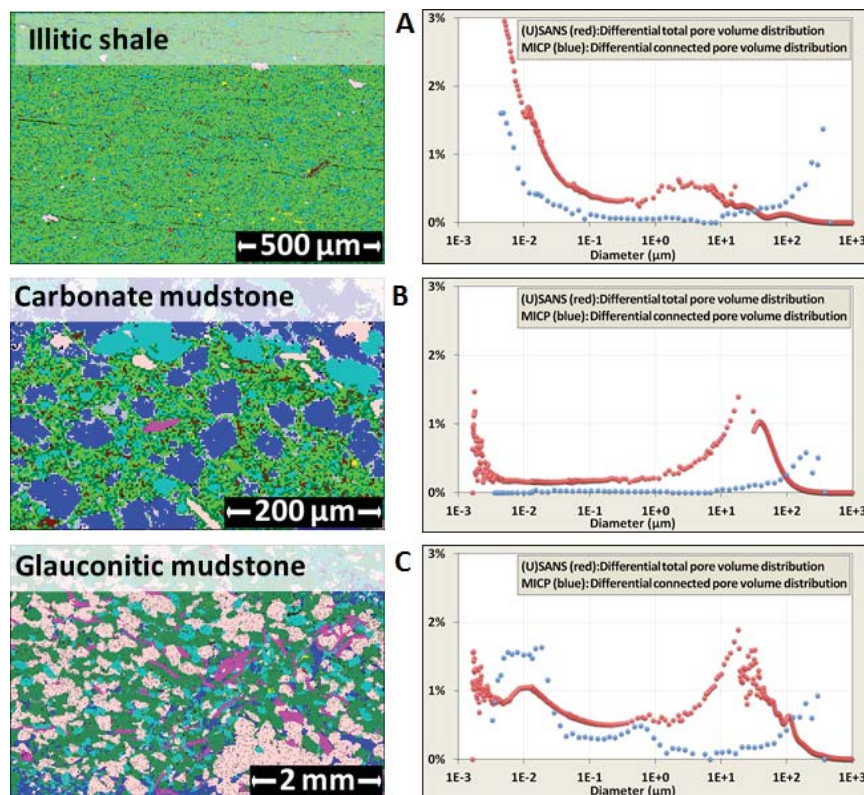 Illitic shale
500 µm
A
3%
2%
1%
0%
(U)SANS (red):Differential total pore volume distribution
MICP (blue): Differential connected pore volume distribution
1E-3 1E-2 1E-1 1E+0 1E+1 1E+2 1E+3
Diameter (µm)
Carbonate mudstone
200 µm
B
3%
2%
1%
0%
(U)SANS (red):Differential total pore volume distribution
MICP (blue): Differential connected pore volume distribution
1E-3 1E-2 1E-1 1E+0 1E+1 1E+2 1E+3
Diameter (µm)
Glauconitic mudstone
2 mm
C
3%
2%
1%
0%
(U)SANS (red):Differential total pore volume distribution
MICP (blue): Differential connected pore volume distribution
1E-3 1E-2 1E-1 1E+0 1E+1 1E+2 1E+3
Diameter (µm)